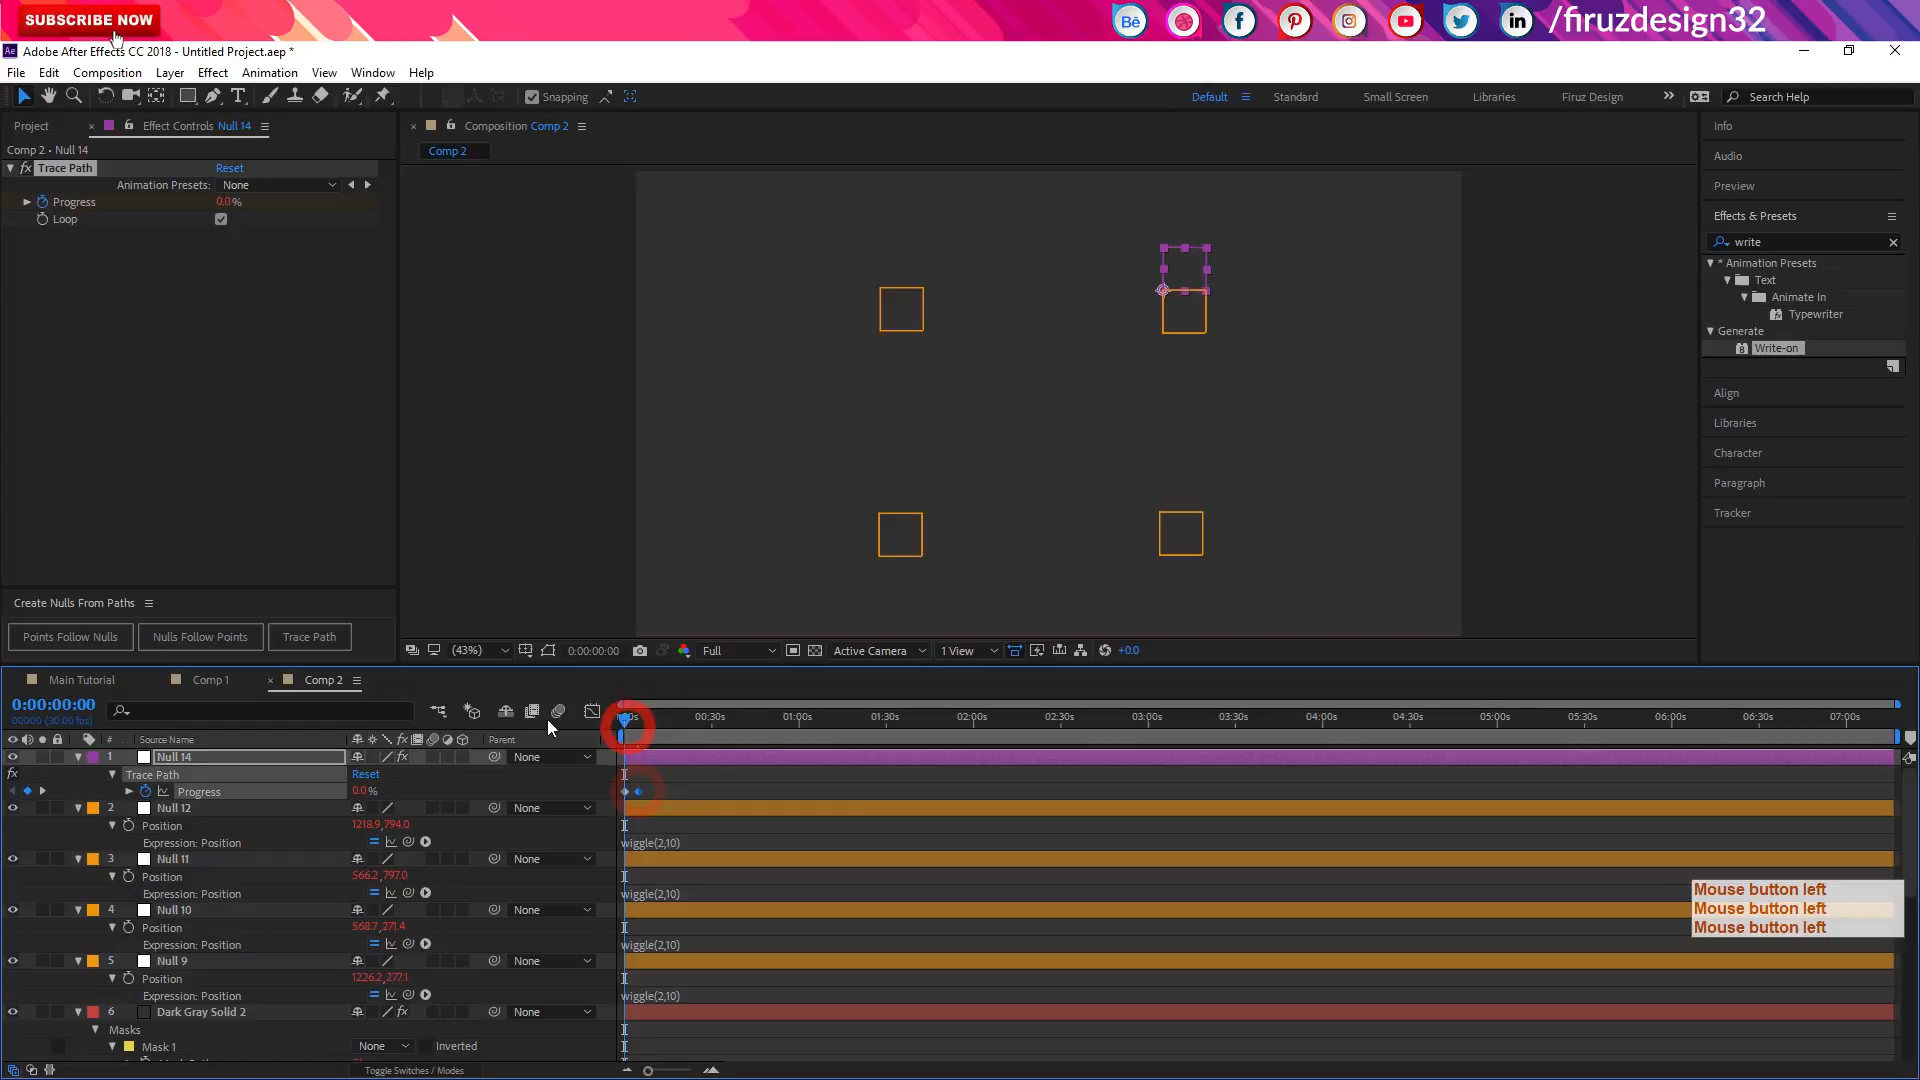 SUBSCRIBE NOW
/firuzdesign32
Adobe After Effects CC 2018 - Untitled Project.aep *
File Edit Composition Layer Effect Animation View Window Help
Snapping Default Standard Small Screen Libraries Firuz Design Search Help
Project Effect Controls Null 14
Composition Comp 2
Comp 2 • Null 14
Comp 2
fx Trace Path Reset
Animation Presets: None
Progress 0.0 %
Loop
Info
Audio
Preview
Effects & Presets
write
* Animation Presets
Text
Animate In
Typewriter
Generate
Write-on
Align
Libraries
Character
Paragraph
Tracker
Create Nulls From Paths
Points Follow Nulls Nulls Follow Points Trace Path
(43%) 0:00:00:00 Full Active Camera 1 View +0.0
Main Tutorial Comp 1 Comp 2
0:00:00:00
00000 (30.00 fps)
00:30s 01:00s 01:30s 02:00s 02:30s 03:00s 03:30s 04:00s 04:30s 05:00s 05:30s 06:00s 06:30s 07:00s
# Source Name Parent
1 Null 14 None
Trace Path Reset
Progress 0.0 %
2 Null 12 None
Position 1218.9,794.0
Expression: Position wiggle(2,10)
3 Null 11 None
Position 566.2,797.0
Expression: Position wiggle(2,10)
4 Null 10 None
Position 568.7,271.4
Expression: Position wiggle(2,10)
5 Null 9 None
Position 1226.2,277.1
Expression: Position wiggle(2,10)
6 Dark Gray Solid 2 None
Masks
Mask 1 None Inverted
Toggle Switches / Modes
Mouse button left
Mouse button left
Mouse button left